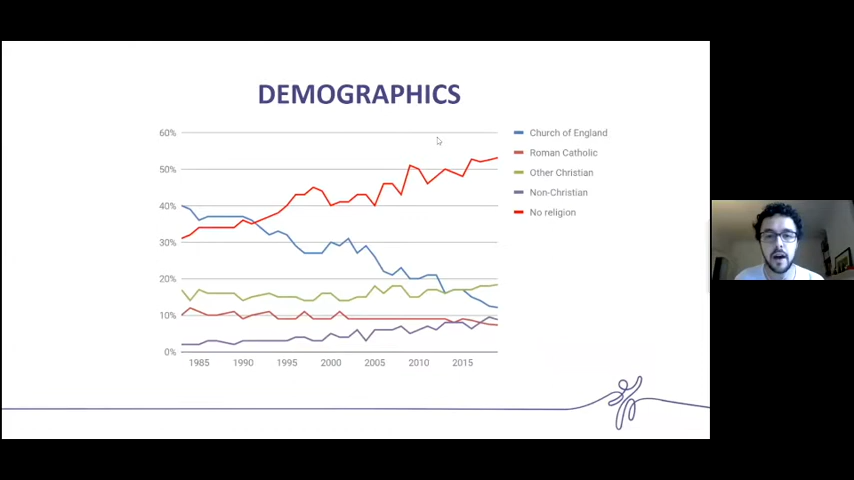 DEMOGRAPHICS
60%
50%
40%
30%
20%
10%
0%
1985 1990 1995 2000 2005 2010 2015
Church of England
Roman Catholic
Other Christian
Non-Christian
No religion